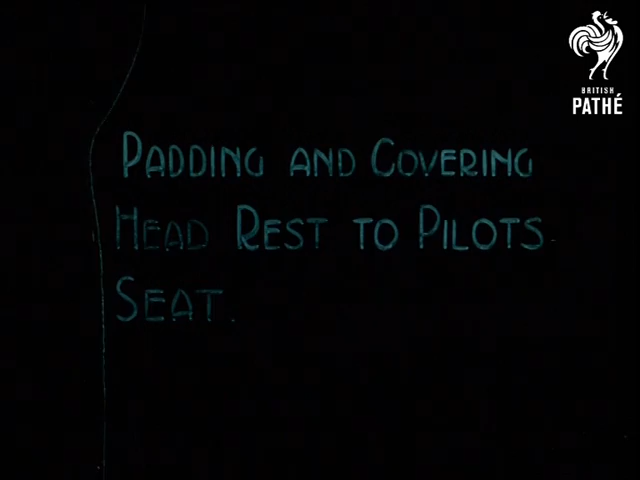 BRITISH
PATHÉ
PADDING AND COVERING
HEAD REST TO PILOTS
SEAT.